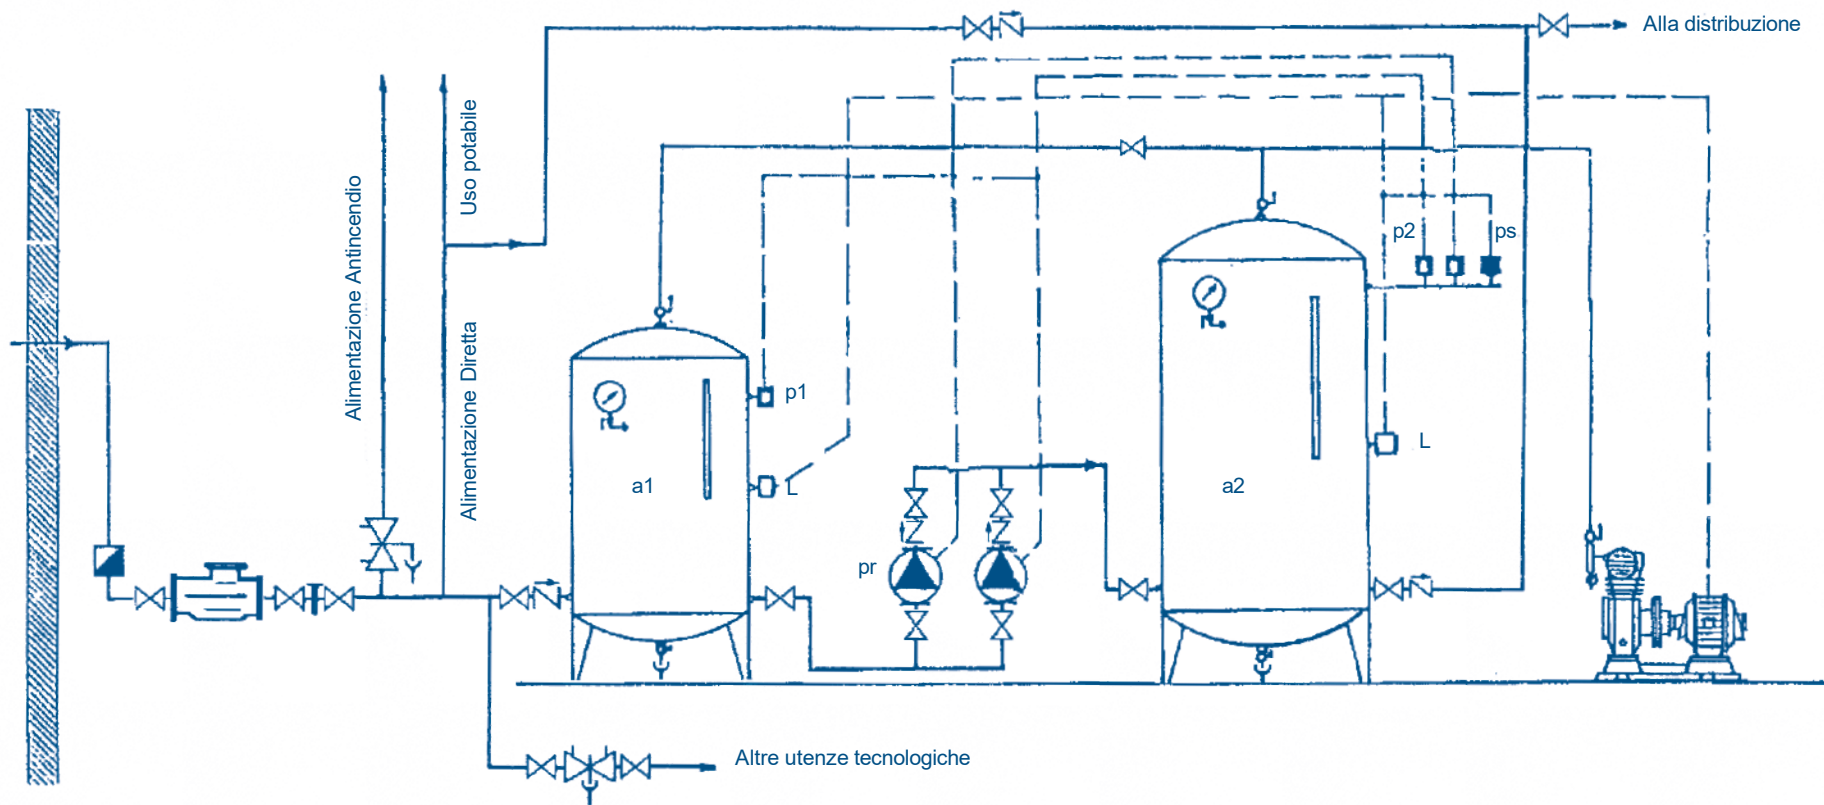 Alla distribuzione
Uso potabile
Alimentazione Antincendio
Alimentazione Diretta
p2
ps
p1
L
L
a1
a2
pr
Altre utenze tecnologiche